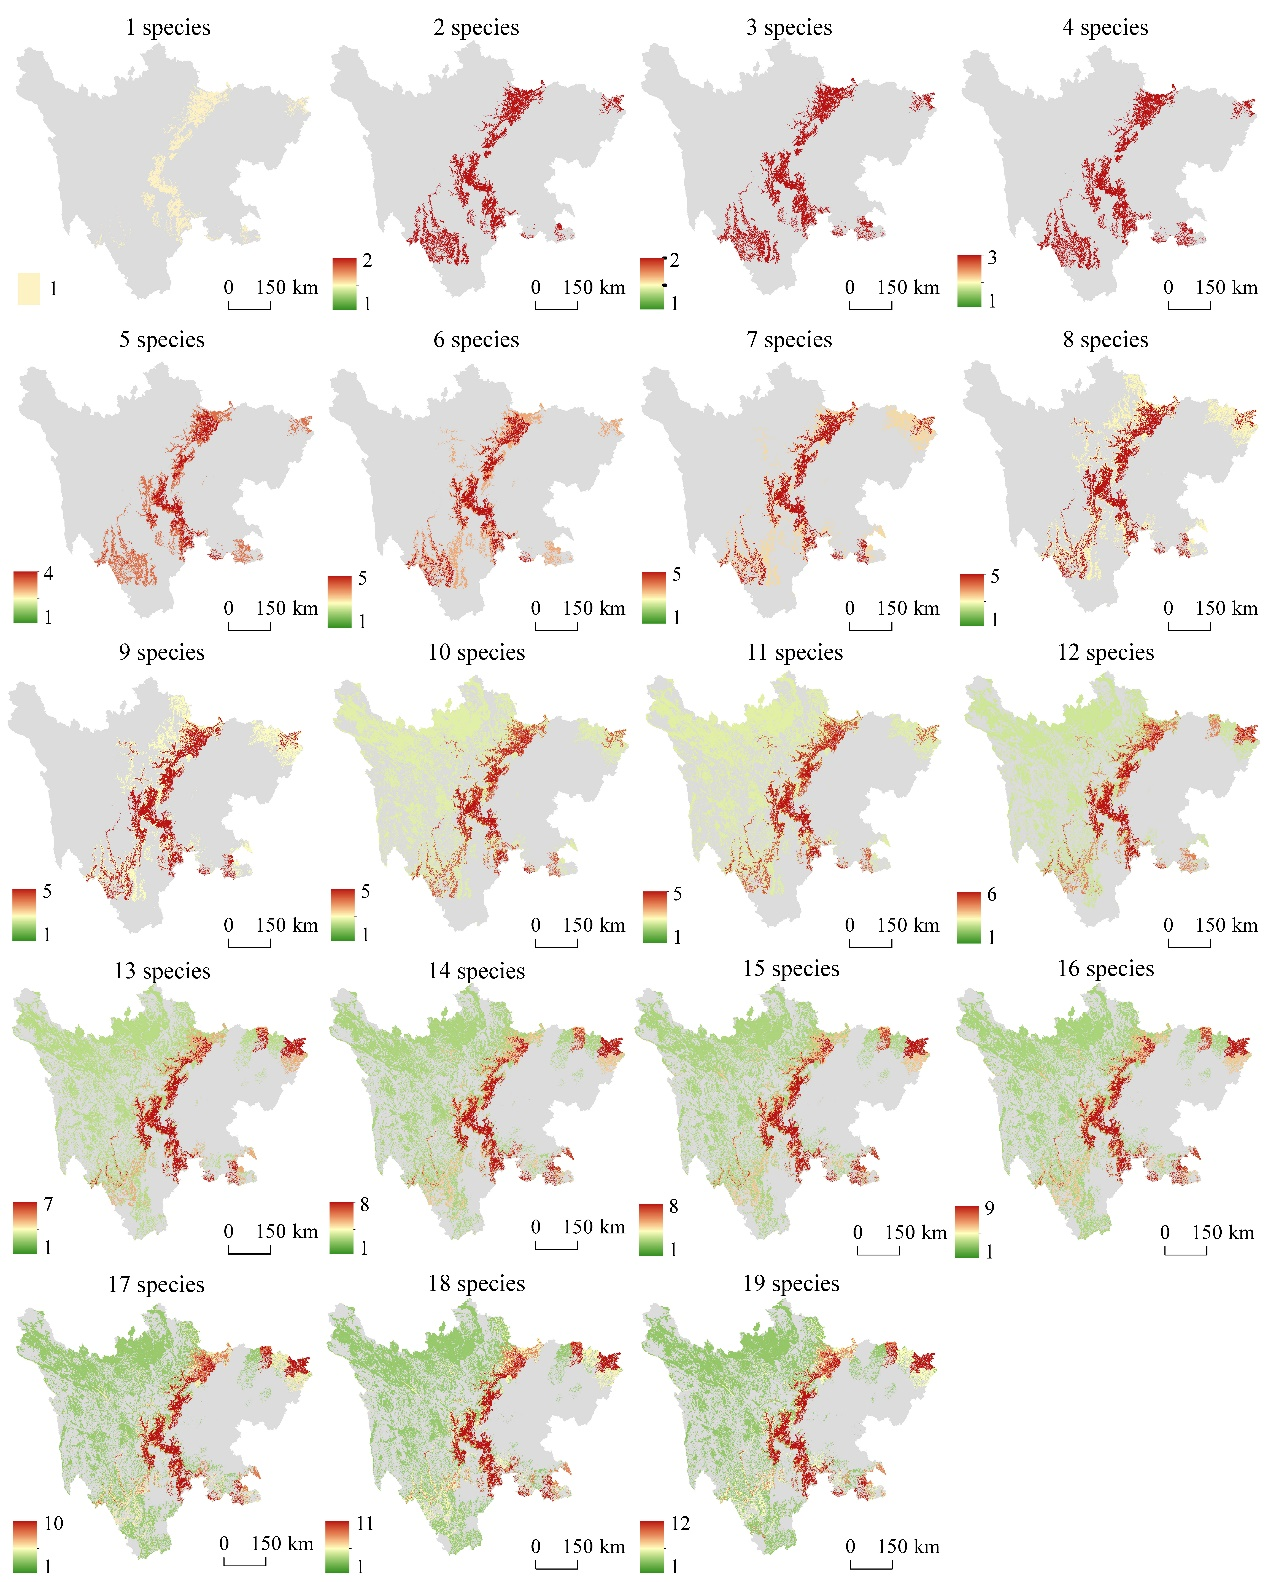 1 species
2 species
3 species
4 species
1
0 150 km
2
1
0 150 km
2
1
0 150 km
3
1
0 150 km
5 species
6 species
7 species
8 species
4
1
0 150 km
5
1
0 150 km
5
1
0 150 km
5
1
0 150 km
9 species
10 species
11 species
12 species
5
1
0 150 km
5
1
0 150 km
5
1
0 150 km
6
1
0 150 km
13 species
14 species
15 species
16 species
7
1
0 150 km
8
1
0 150 km
8
1
0 150 km
9
1
0 150 km
17 species
18 species
19 species
10
1
0 150 km
11
1
0 150 km
12
1
0 150 km